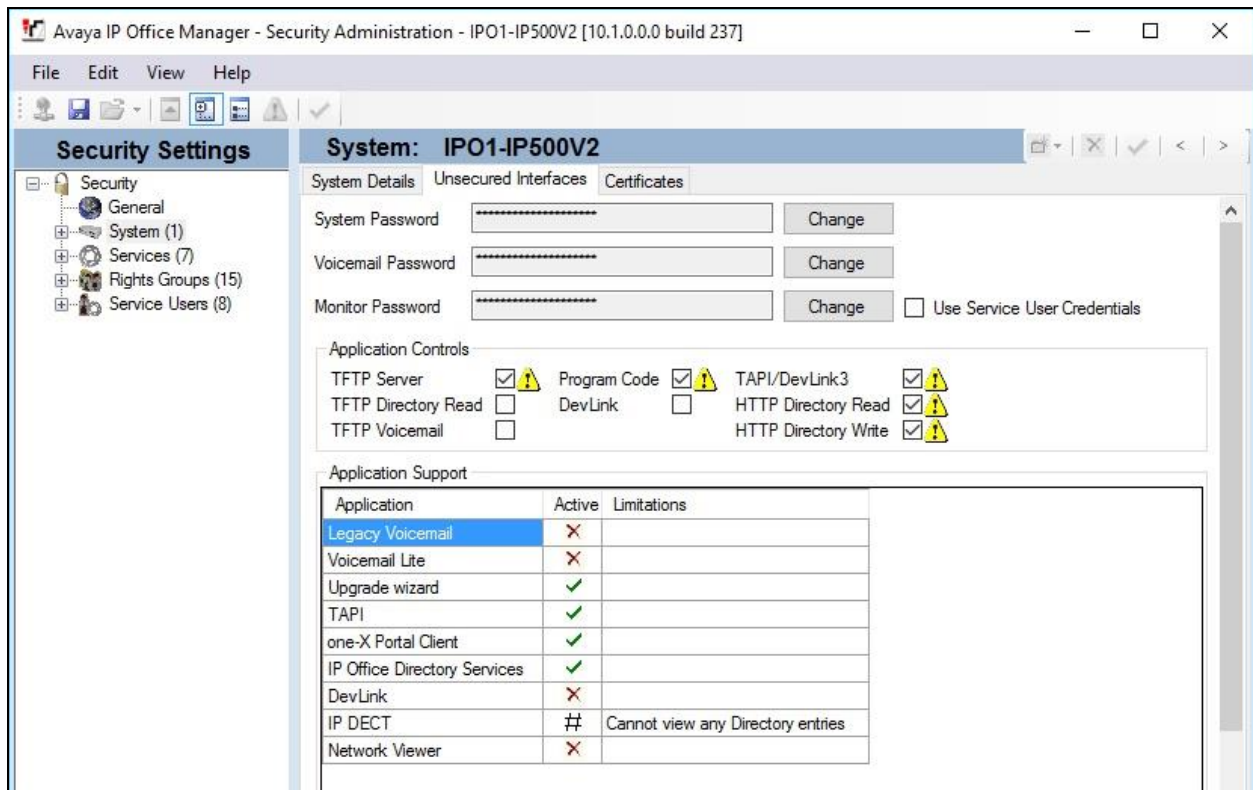 Avaya IP Office Manager - Security Administration - IPO1-IP500V2 [10.1.0.0.0 build 237]
File Edit View Help
Security Settings
Security
General
System (1)
Services (7)
Rights Groups (15)
Service Users (8)
System: IPO1-IP500V2
System Details Unsecured Interfaces Certificates
System Password ********************* Change
Voicemail Password ********************* Change
Monitor Password ********************* Change Use Service User Credentials
Application Controls
TFTP Server Program Code TAPI/DevLink3
TFTP Directory Read DevLink HTTP Directory Read
TFTP Voicemail HTTP Directory Write
Application Support
Application Active Limitations
Legacy Voicemail
Voicemail Lite
Upgrade wizard
TAPI
one-X Portal Client
IP Office Directory Services
DevLink
IP DECT # Cannot view any Directory entries
Network Viewer